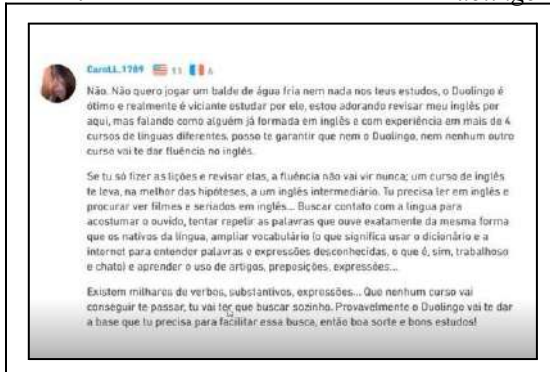 CarolL_1789 11 6
Não. Não quero jogar um balde de água fria nem nada nos teus estudos, o Duolingo é
ótimo e realmente é viciante estudar por ele, estou adorando revisar meu inglês por
aqui, mas falando como alguém já formada em inglês e com experiência em mais de 4
cursos de línguas diferentes, posso te garantir que nem o Duolingo, nem nenhum outro
curso vai te dar fluência no inglês.
Se tu só fizer as lições e revisar elas, a fluência não vai vir nunca; um curso de inglês
te leva, na melhor das hipóteses, a um inglês intermediário. Tu precisa ler em inglês e
procurar ver filmes e seriados em inglês... Buscar contato com a língua para
acostumar o ouvido, tentar repetir as palavras que ouve exatamente da mesma forma
que os nativos da língua, ampliar vocabulário (o que significa usar o dicionário e a
internet para entender palavras e expressões desconhecidas, o que é, sim, trabalhoso
e chato) e aprender o uso de artigos, preposições, expressões...
Existem milhares de verbos, substantivos, expressões... Que nenhum curso vai
conseguir te passar, tu vai ter que buscar sozinho. Provavelmente o Duolingo vai te dar
a base que tu precisa para facilitar essa busca, então boa sorte e bons estudos!